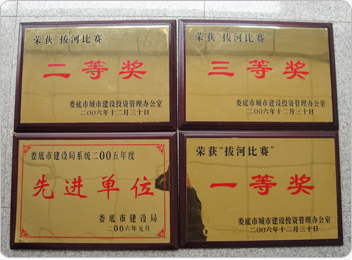 荣获"拔河比赛"
二等奖
娄底市城市建设投资管理办公室
二00六年十二月三十日
荣获"拔河比赛"
三等奖
娄底市城市建设投资管理办公室
二00六年十二月三十日
娄底市建设局系统二00五年度
先进单位
娄底市建设局
二00六年元月
荣获"拔河比赛"
一等奖
娄底市城市建设投资管理办公室
二00六年十二月三十日